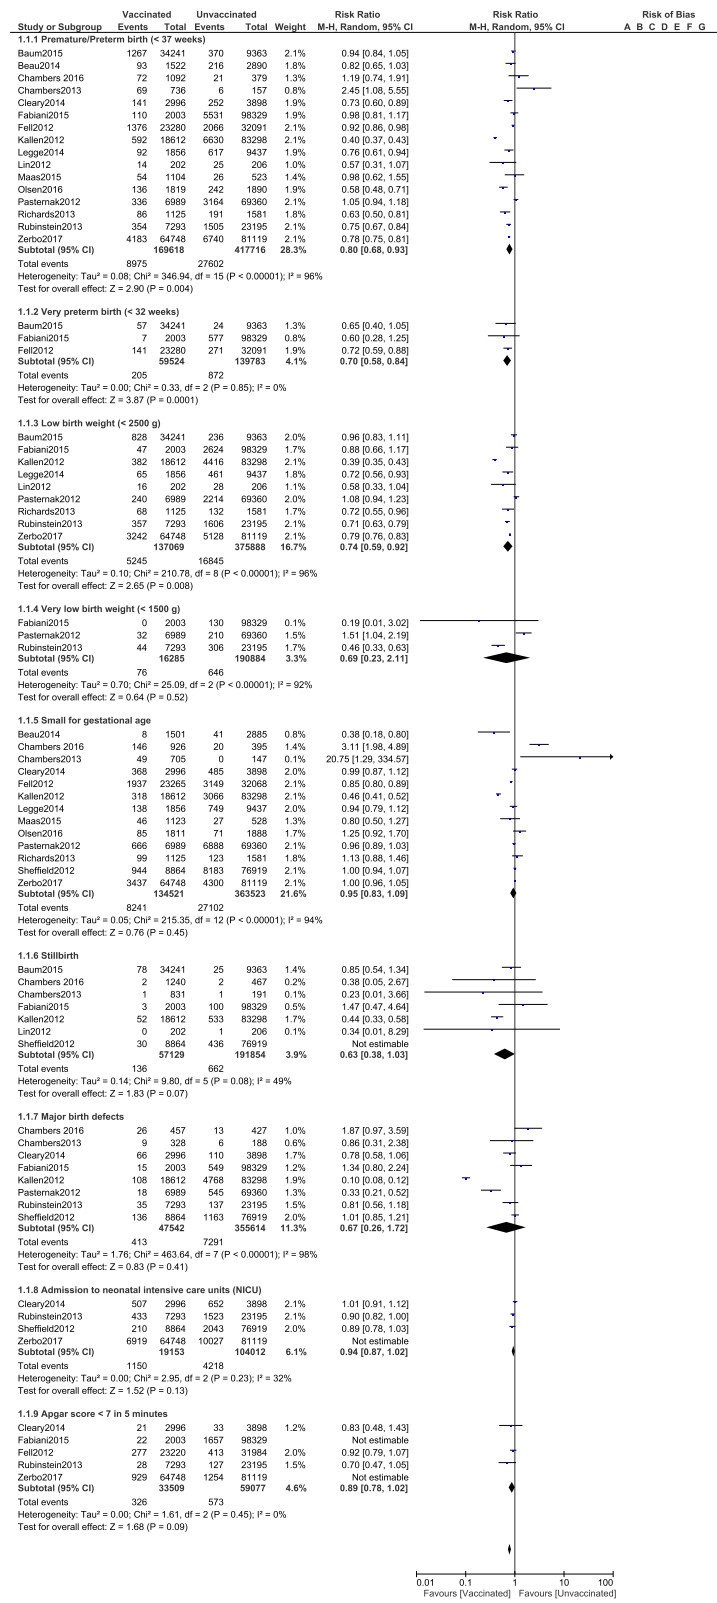 Vaccinated Unvaccinated Risk Ratio Risk Ratio Risk of Bias
Study or Subgroup Events Total Events Total Weight M-H, Random, 95% CI M-H, Random, 95% CI A B C D E F G
1.1.1 Premature/Preterm birth (< 37 weeks)
Baum2015 1267 34241 370 9363 2.1% 0.94 [0.84, 1.05]
Beau2014 93 1522 216 2890 1.8% 0.82 [0.65, 1.03]
Chambers 2016 72 1092 21 379 1.4% 1.19 [0.74, 1.91]
Chambers2013 69 736 6 157 0.8% 2.45 [1.08, 5.55]
Cleary2014 141 2996 252 3898 1.9% 0.73 [0.60, 0.89]
Fabiani2015 110 2003 5531 98329 1.9% 0.98 [0.81, 1.17]
Fell2012 1376 23280 2066 32091 2.1% 0.92 [0.86, 0.98]
Kallen2012 592 18612 6630 83298 2.1% 0.40 [0.37, 0.43]
Legge2014 92 1856 617 9437 1.9% 0.76 [0.61, 0.94]
Lin2012 14 202 25 206 1.1% 0.57 [0.31, 1.07]
Maas2015 54 1104 26 523 1.4% 0.98 [0.62, 1.55]
Olsen2016 136 1819 242 1890 1.9% 0.58 [0.48, 0.71]
Pasternak2012 336 6989 3164 69360 2.1% 1.05 [0.94, 1.18]
Richards2013 86 1125 191 1581 1.8% 0.63 [0.50, 0.81]
Rubinstein2013 354 7293 1505 23195 2.1% 0.75 [0.67, 0.84]
Zerbo2017 4183 64748 6740 81119 2.1% 0.78 [0.75, 0.81]
Subtotal (95% CI) 169618 417716 28.3% 0.80 [0.68, 0.93]
Total events 8975 27602
Heterogeneity: Tau² = 0.08; Chi² = 346.94, df = 15 (P < 0.00001); I² = 96%
Test for overall effect: Z = 2.90 (P = 0.004)
1.1.2 Very preterm birth (< 32 weeks)
Baum2015 57 34241 24 9363 1.3% 0.65 [0.40, 1.05]
Fabiani2015 7 2003 577 98329 0.9% 0.60 [0.28, 1.25]
Fell2012 141 23280 271 32091 1.9% 0.72 [0.59, 0.88]
Subtotal (95% CI) 59524 139783 4.1% 0.70 [0.58, 0.84]
Total events 205 872
Heterogeneity: Tau² = 0.00; Chi² = 0.33, df = 2 (P = 0.85); I² = 0%
Test for overall effect: Z = 3.87 (P = 0.0001)
1.1.3 Low birth weight (< 2500 g)
Baum2015 828 34241 236 9363 2.0% 0.96 [0.83, 1.11]
Fabiani2015 47 2003 2624 98329 1.7% 0.88 [0.66, 1.17]
Kallen2012 382 18612 4416 83298 2.1% 0.39 [0.35, 0.43]
Legge2014 65 1856 461 9437 1.8% 0.72 [0.56, 0.93]
Lin2012 16 202 28 206 1.1% 0.58 [0.33, 1.04]
Pasternak2012 240 6989 2214 69360 2.0% 1.08 [0.94, 1.23]
Richards2013 68 1125 132 1581 1.7% 0.72 [0.55, 0.96]
Rubinstein2013 357 7293 1606 23195 2.1% 0.71 [0.63, 0.79]
Zerbo2017 3242 64748 5128 81119 2.1% 0.79 [0.76, 0.83]
Subtotal (95% CI) 137069 375888 16.7% 0.74 [0.59, 0.92]
Total events 5245 16845
Heterogeneity: Tau² = 0.10; Chi² = 210.78, df = 8 (P < 0.00001); I² = 96%
Test for overall effect: Z = 2.65 (P = 0.008)
1.1.4 Very low birth weight (< 1500 g)
Fabiani2015 0 2003 130 98329 0.1% 0.19 [0.01, 3.02]
Pasternak2012 32 6989 210 69360 1.5% 1.51 [1.04, 2.19]
Rubinstein2013 44 7293 306 23195 1.7% 0.46 [0.33, 0.63]
Subtotal (95% CI) 16285 190884 3.3% 0.69 [0.23, 2.11]
Total events 76 646
Heterogeneity: Tau² = 0.70; Chi² = 25.09, df = 2 (P < 0.00001); I² = 92%
Test for overall effect: Z = 0.64 (P = 0.52)
1.1.5 Small for gestational age
Beau2014 8 1501 41 2885 0.8% 0.38 [0.18, 0.80]
Chambers 2016 146 926 20 395 1.4% 3.11 [1.98, 4.89]
Chambers2013 49 705 0 147 0.1% 20.75 [1.29, 334.57]
Cleary2014 368 2996 485 3898 2.0% 0.99 [0.87, 1.12]
Fell2012 1937 23265 3149 32068 2.1% 0.85 [0.80, 0.89]
Kallen2012 318 18612 3066 83298 2.1% 0.46 [0.41, 0.52]
Legge2014 138 1856 749 9437 1.9% 0.94 [0.79, 1.12]
Maas2015 46 1123 27 528 1.4% 0.80 [0.50, 1.27]
Olsen2016 85 1811 71 1888 1.7% 1.25 [0.92, 1.70]
Pasternak2012 666 6989 6888 69360 2.1% 0.96 [0.89, 1.03]
Richards2013 99 1125 123 1581 1.8% 1.13 [0.88, 1.46]
Sheffield2012 944 8864 8183 76919 2.1% 1.00 [0.94, 1.07]
Zerbo2017 3437 64748 4300 81119 2.1% 1.00 [0.96, 1.05]
Subtotal (95% CI) 134521 363523 21.6% 0.95 [0.83, 1.09]
Total events 8241 27102
Heterogeneity: Tau² = 0.05; Chi² = 215.35, df = 12 (P < 0.00001); I² = 94%
Test for overall effect: Z = 0.76 (P = 0.45)
1.1.6 Stillbirth
Baum2015 78 34241 25 9363 1.4% 0.85 [0.54, 1.34]
Chambers 2016 2 1240 2 467 0.2% 0.38 [0.05, 2.67]
Chambers2013 1 831 1 191 0.1% 0.23 [0.01, 3.66]
Fabiani2015 3 2003 100 98329 0.5% 1.47 [0.47, 4.64]
Kallen2012 52 18612 533 83298 1.7% 0.44 [0.33, 0.58]
Lin2012 0 202 1 206 0.1% 0.34 [0.01, 8.29]
Sheffield2012 30 8864 436 76919 Not estimable
Subtotal (95% CI) 57129 191854 3.9% 0.63 [0.38, 1.03]
Total events 136 662
Heterogeneity: Tau² = 0.14; Chi² = 9.80, df = 5 (P = 0.08); I² = 49%
Test for overall effect: Z = 1.83 (P = 0.07)
1.1.7 Major birth defects
Chambers 2016 26 457 13 427 1.0% 1.87 [0.97, 3.59]
Chambers2013 9 328 6 188 0.6% 0.86 [0.31, 2.38]
Cleary2014 66 2996 110 3898 1.7% 0.78 [0.58, 1.06]
Fabiani2015 15 2003 549 98329 1.3% 1.34 [0.80, 2.24]
Kallen2012 108 18612 4768 83298 1.9% 0.10 [0.08, 0.12]
Pasternak2012 18 6989 545 69360 1.4% 0.33 [0.21, 0.52]
Rubinstein2013 35 7293 137 23195 1.5% 0.81 [0.56, 1.18]
Sheffield2012 136 8864 1163 76919 2.0% 1.01 [0.85, 1.21]
Subtotal (95% CI) 47542 355614 11.3% 0.67 [0.26, 1.72]
Total events 413 7291
Heterogeneity: Tau² = 1.76; Chi² = 463.64, df = 7 (P < 0.00001); I² = 98%
Test for overall effect: Z = 0.83 (P = 0.41)
1.1.8 Admission to neonatal intensive care units (NICU)
Cleary2014 507 2996 652 3898 2.1% 1.01 [0.91, 1.12]
Rubinstein2013 433 7293 1523 23195 2.1% 0.90 [0.82, 1.00]
Sheffield2012 210 8864 2043 76919 2.0% 0.89 [0.78, 1.03]
Zerbo2017 6919 64748 10027 81119 Not estimable
Subtotal (95% CI) 19153 104012 6.1% 0.94 [0.87, 1.02]
Total events 1150 4218
Heterogeneity: Tau² = 0.00; Chi² = 2.95, df = 2 (P = 0.23); I² = 32%
Test for overall effect: Z = 1.52 (P = 0.13)
1.1.9 Apgar score < 7 in 5 minutes
Cleary2014 21 2996 33 3898 1.2% 0.83 [0.48, 1.43]
Fabiani2015 22 2003 1657 98329 Not estimable
Fell2012 277 23220 413 31984 2.0% 0.92 [0.79, 1.07]
Rubinstein2013 28 7293 127 23195 1.5% 0.70 [0.47, 1.05]
Zerbo2017 929 64748 1254 81119 Not estimable
Subtotal (95% CI) 33509 59077 4.6% 0.89 [0.78, 1.02]
Total events 326 573
Heterogeneity: Tau² = 0.00; Chi² = 1.61, df = 2 (P = 0.45); I² = 0%
Test for overall effect: Z = 1.68 (P = 0.09)
0.01 0.1 1 10 100
Favours [Vaccinated] Favours [Unvaccinated]